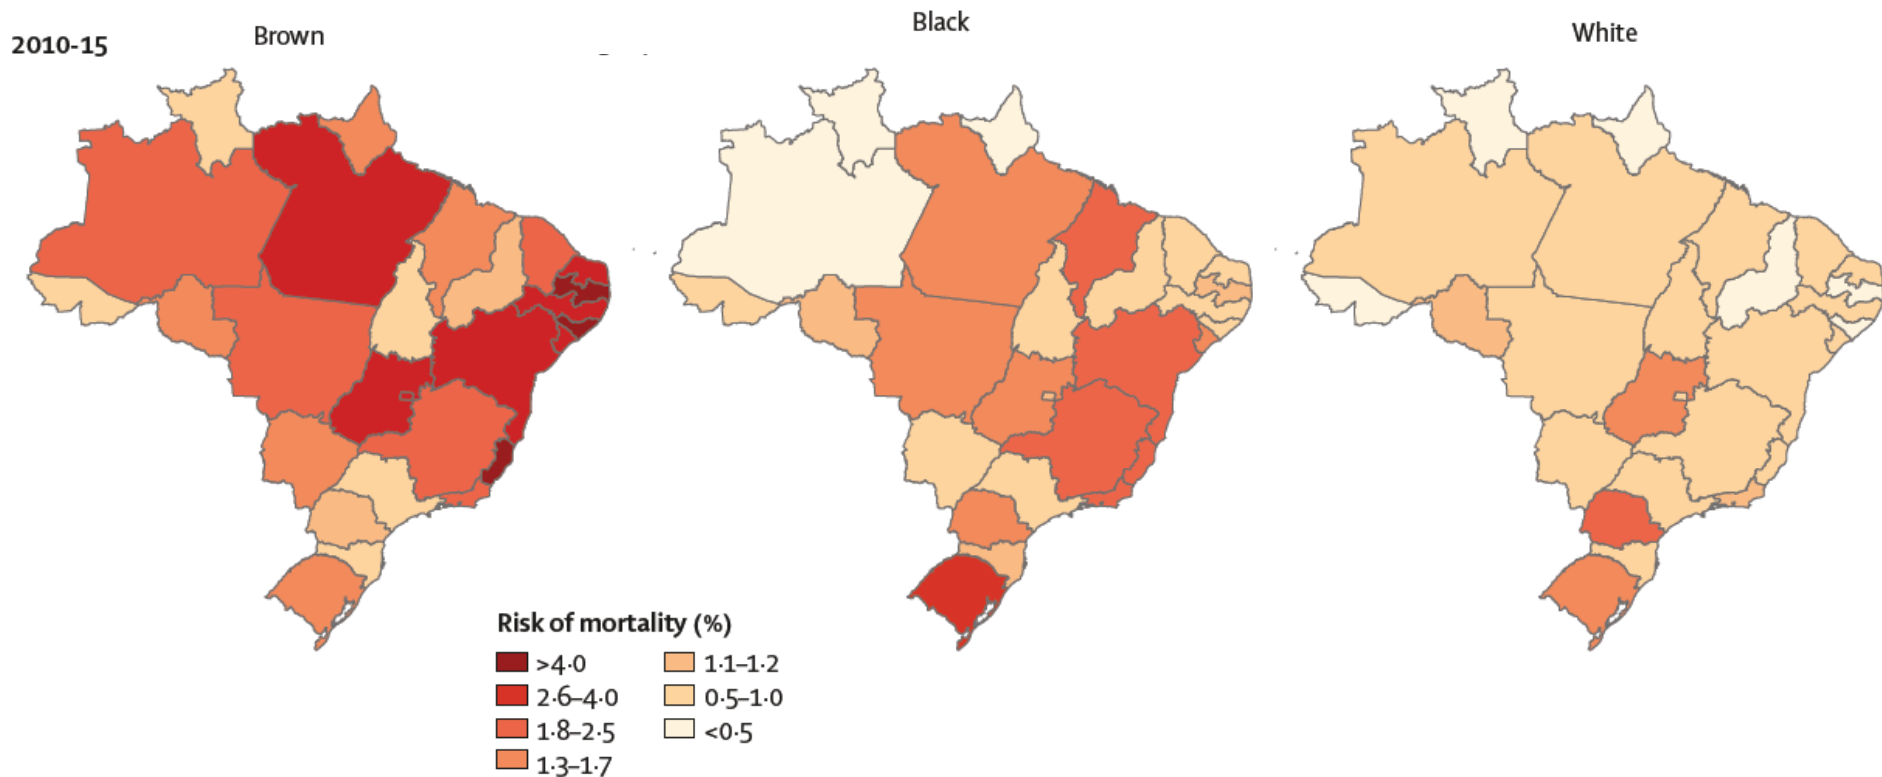 2010-15
Brown
Black
White
Risk of mortality (%)
>4·0
2·6–4·0
1·8–2·5
1·3–1·7
1·1–1·2
0·5–1·0
<0·5